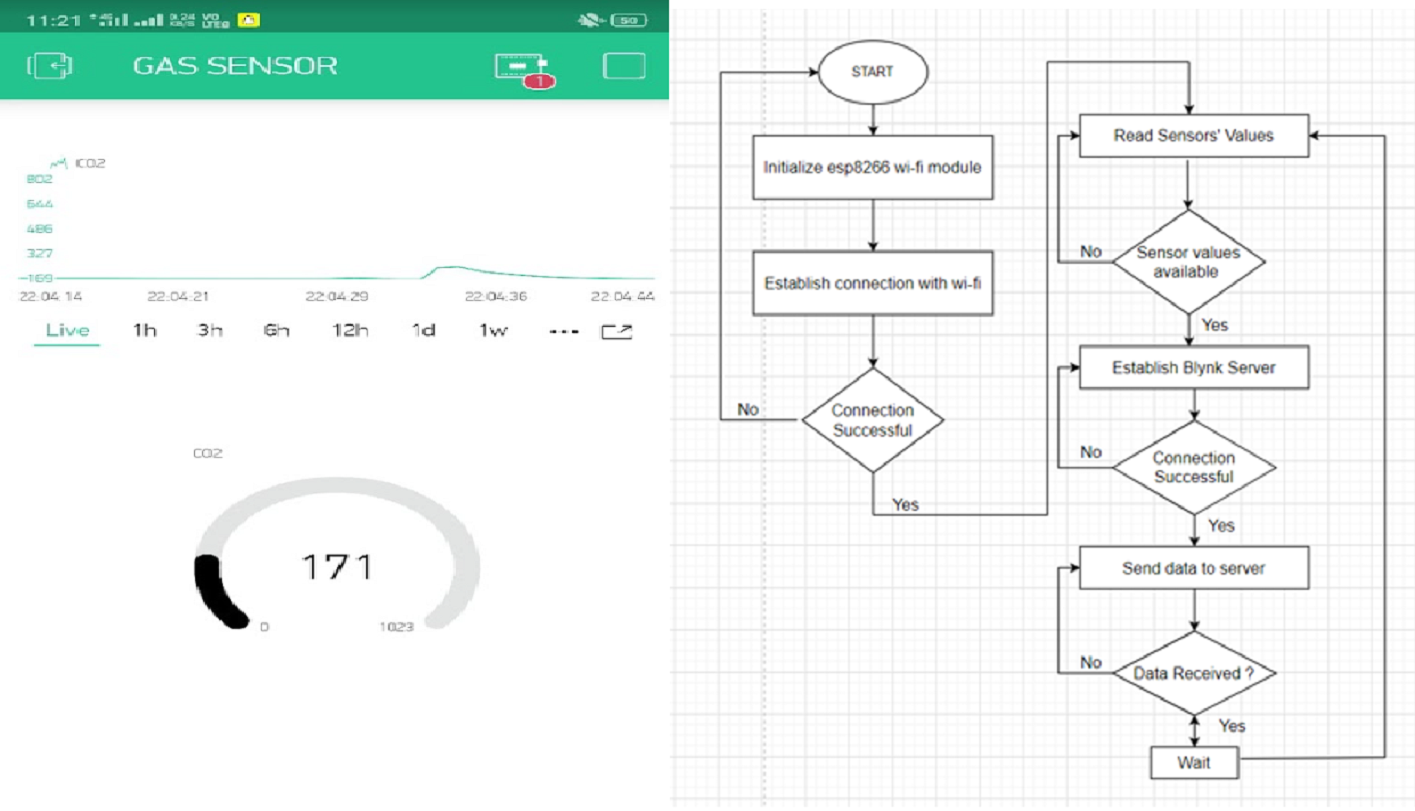 11:21
GAS SENSOR
1
CO2
802
644
486
327
169
22:04:14 22:04:21 22:04:29 22:04:36 22:04:44
Live 1h 3h 6h 12h 1d 1w
CO2
171
0 1023
START
Initialize esp8266 wi-fi module
Establish connection with wi-fi
Connection
Successful
No
Yes
Read Sensors' Values
Sensor values
available
No
Yes
Establish Blynk Server
Connection
Successful
No
Yes
Send data to server
Data Received ?
No
Yes
Wait